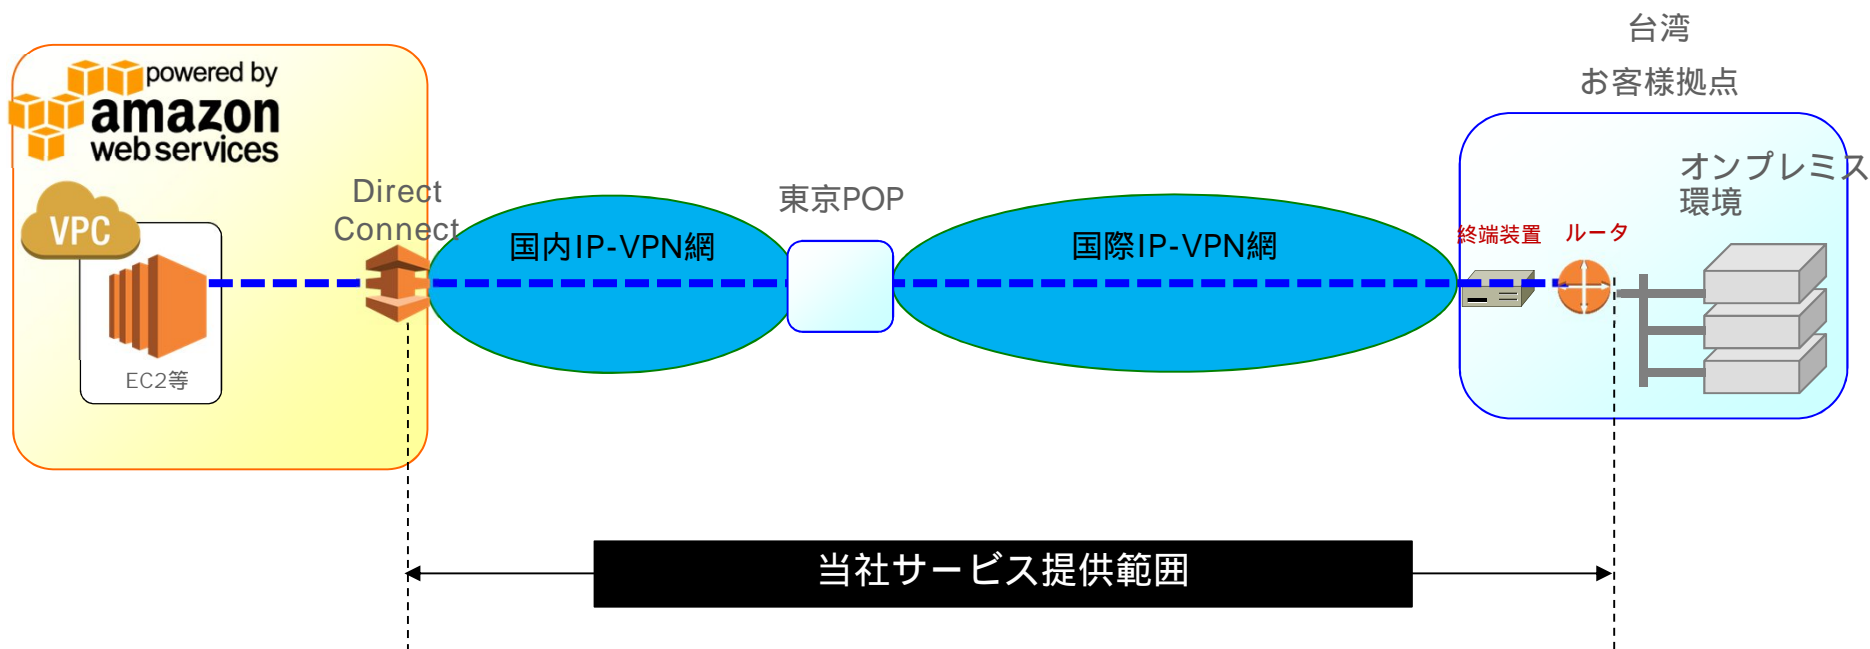 台湾
お客様拠点
powered by
amazon
web services
VPC
EC2等
Direct
Connect
国内IP-VPN網
東京POP
国際IP-VPN網
終端装置
ルータ
オンプレミス
環境
当社サービス提供範囲